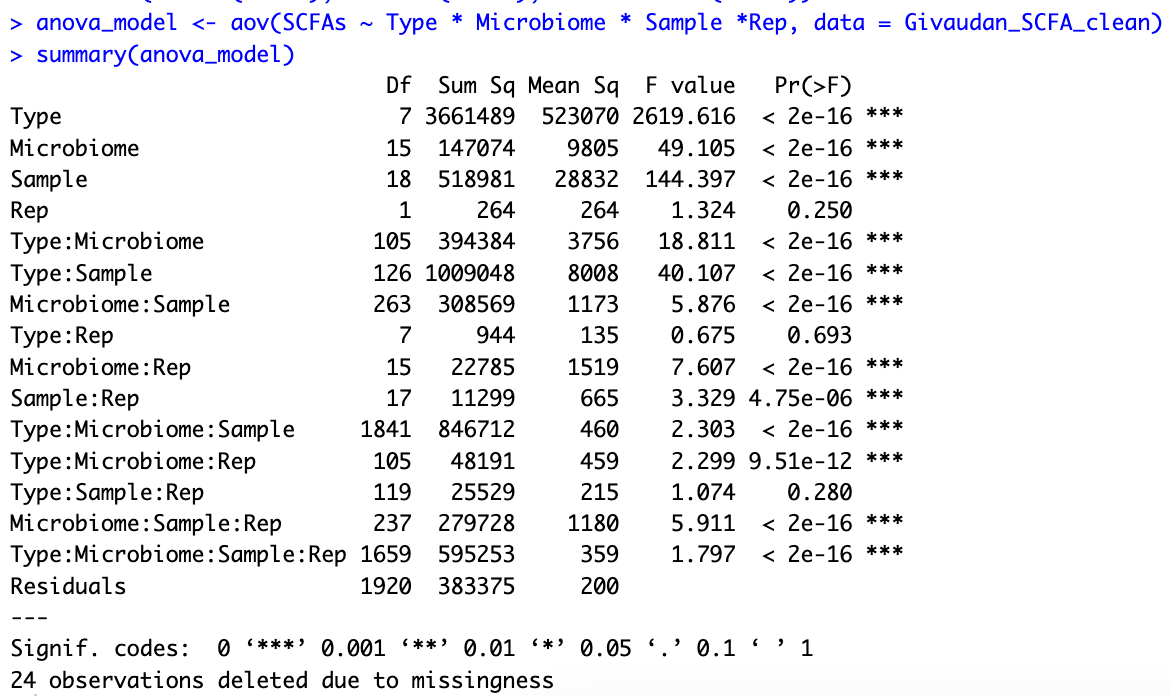 > anova_model <- aov(SCFAs ~ Type * Microbiome * Sample *Rep, data = Givaudan_SCFA_clean)
> summary(anova_model)
                            Df  Sum Sq Mean Sq  F value   Pr(>F)
Type                         7 3661489  523070 2619.616  < 2e-16 ***
Microbiome                  15  147074    9805   49.105  < 2e-16 ***
Sample                      18  518981   28832  144.397  < 2e-16 ***
Rep                          1     264     264    1.324    0.250
Type:Microbiome            105  394384    3756   18.811  < 2e-16 ***
Type:Sample                126 1009048    8008   40.107  < 2e-16 ***
Microbiome:Sample          263  308569    1173    5.876  < 2e-16 ***
Type:Rep                     7     944     135    0.675    0.693
Microbiome:Rep              15   22785    1519    7.607  < 2e-16 ***
Sample:Rep                  17   11299     665    3.329 4.75e-06 ***
Type:Microbiome:Sample    1841  846712     460    2.303  < 2e-16 ***
Type:Microbiome:Rep        105   48191     459    2.299 9.51e-12 ***
Type:Sample:Rep            119   25529     215    1.074    0.280
Microbiome:Sample:Rep      237  279728    1180    5.911  < 2e-16 ***
Type:Microbiome:Sample:Rep 1659  595253     359    1.797  < 2e-16 ***
Residuals                 1920  383375     200
---
Signif. codes:  0 ‘***’ 0.001 ‘**’ 0.01 ‘*’ 0.05 ‘.’ 0.1 ‘ ’ 1
24 observations deleted due to missingness